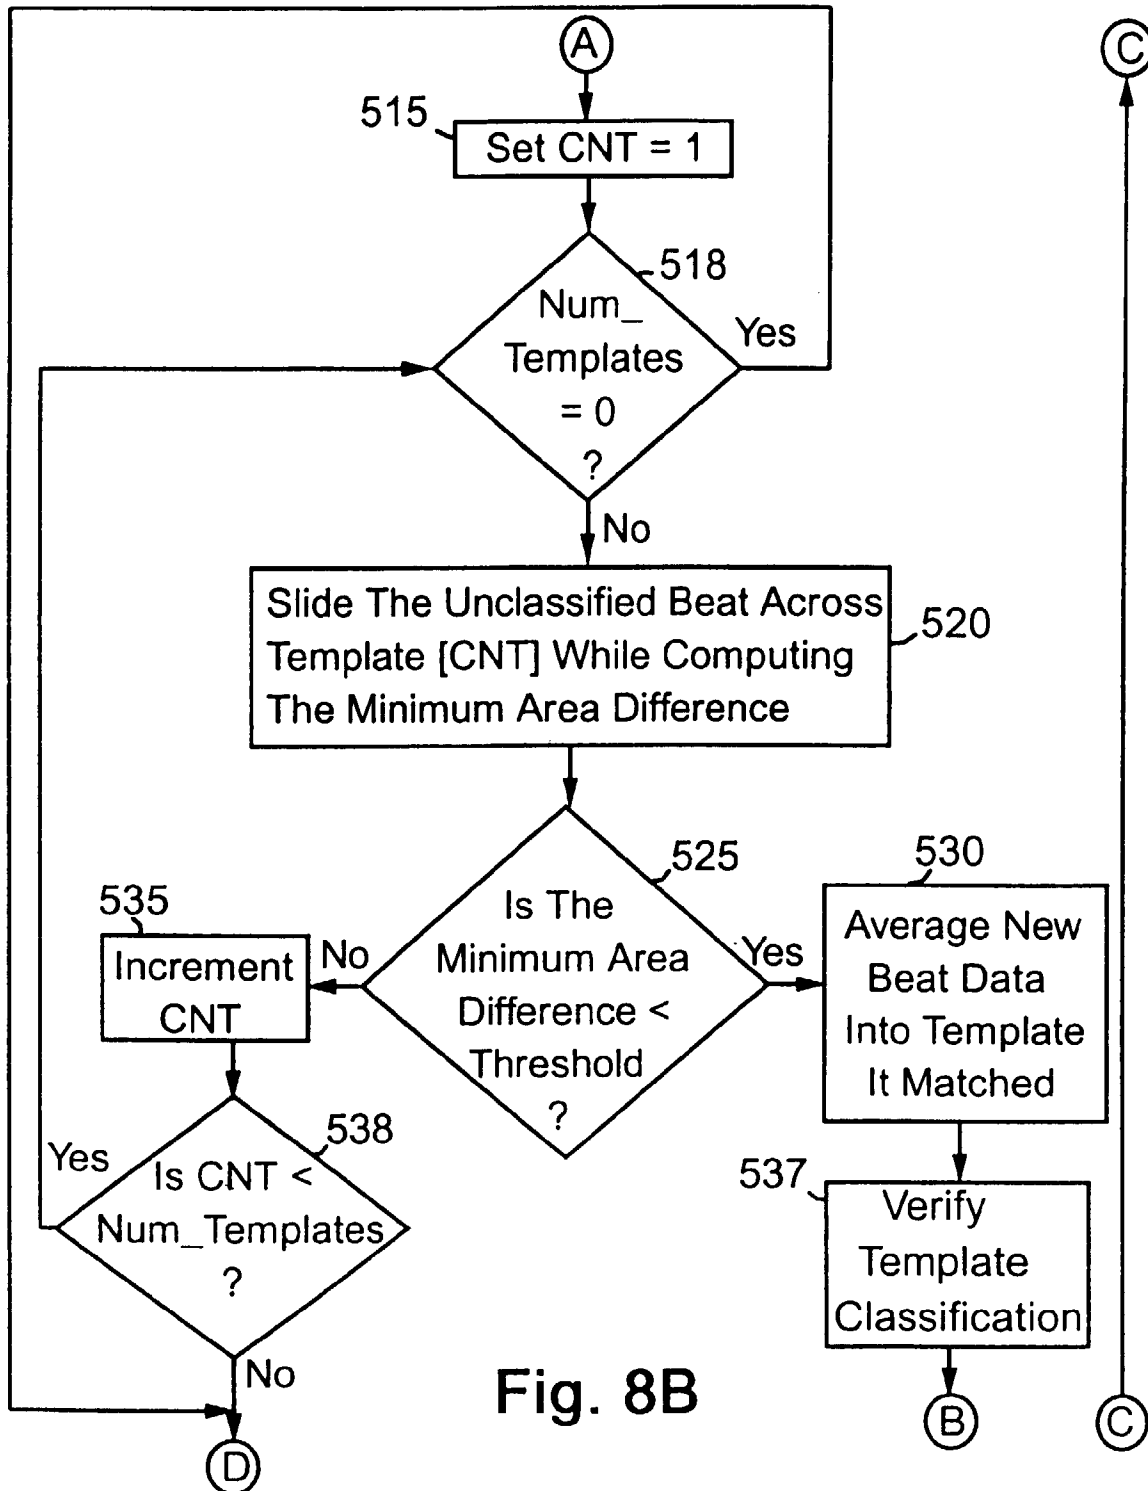 A
C
515
Set CNT = 1
518
Num_
Templates
= 0
?
Yes
No
Slide The Unclassified Beat Across
Template [CNT] While Computing
The Minimum Area Difference
520
525
Is The
Minimum Area
Difference <
Threshold
?
No
Yes
535
Increment
CNT
530
Average New
Beat Data
Into Template
It Matched
538
Is CNT <
Num_Templates
?
Yes
No
537
Verify
Template
Classification
Fig. 8B
D
B
C